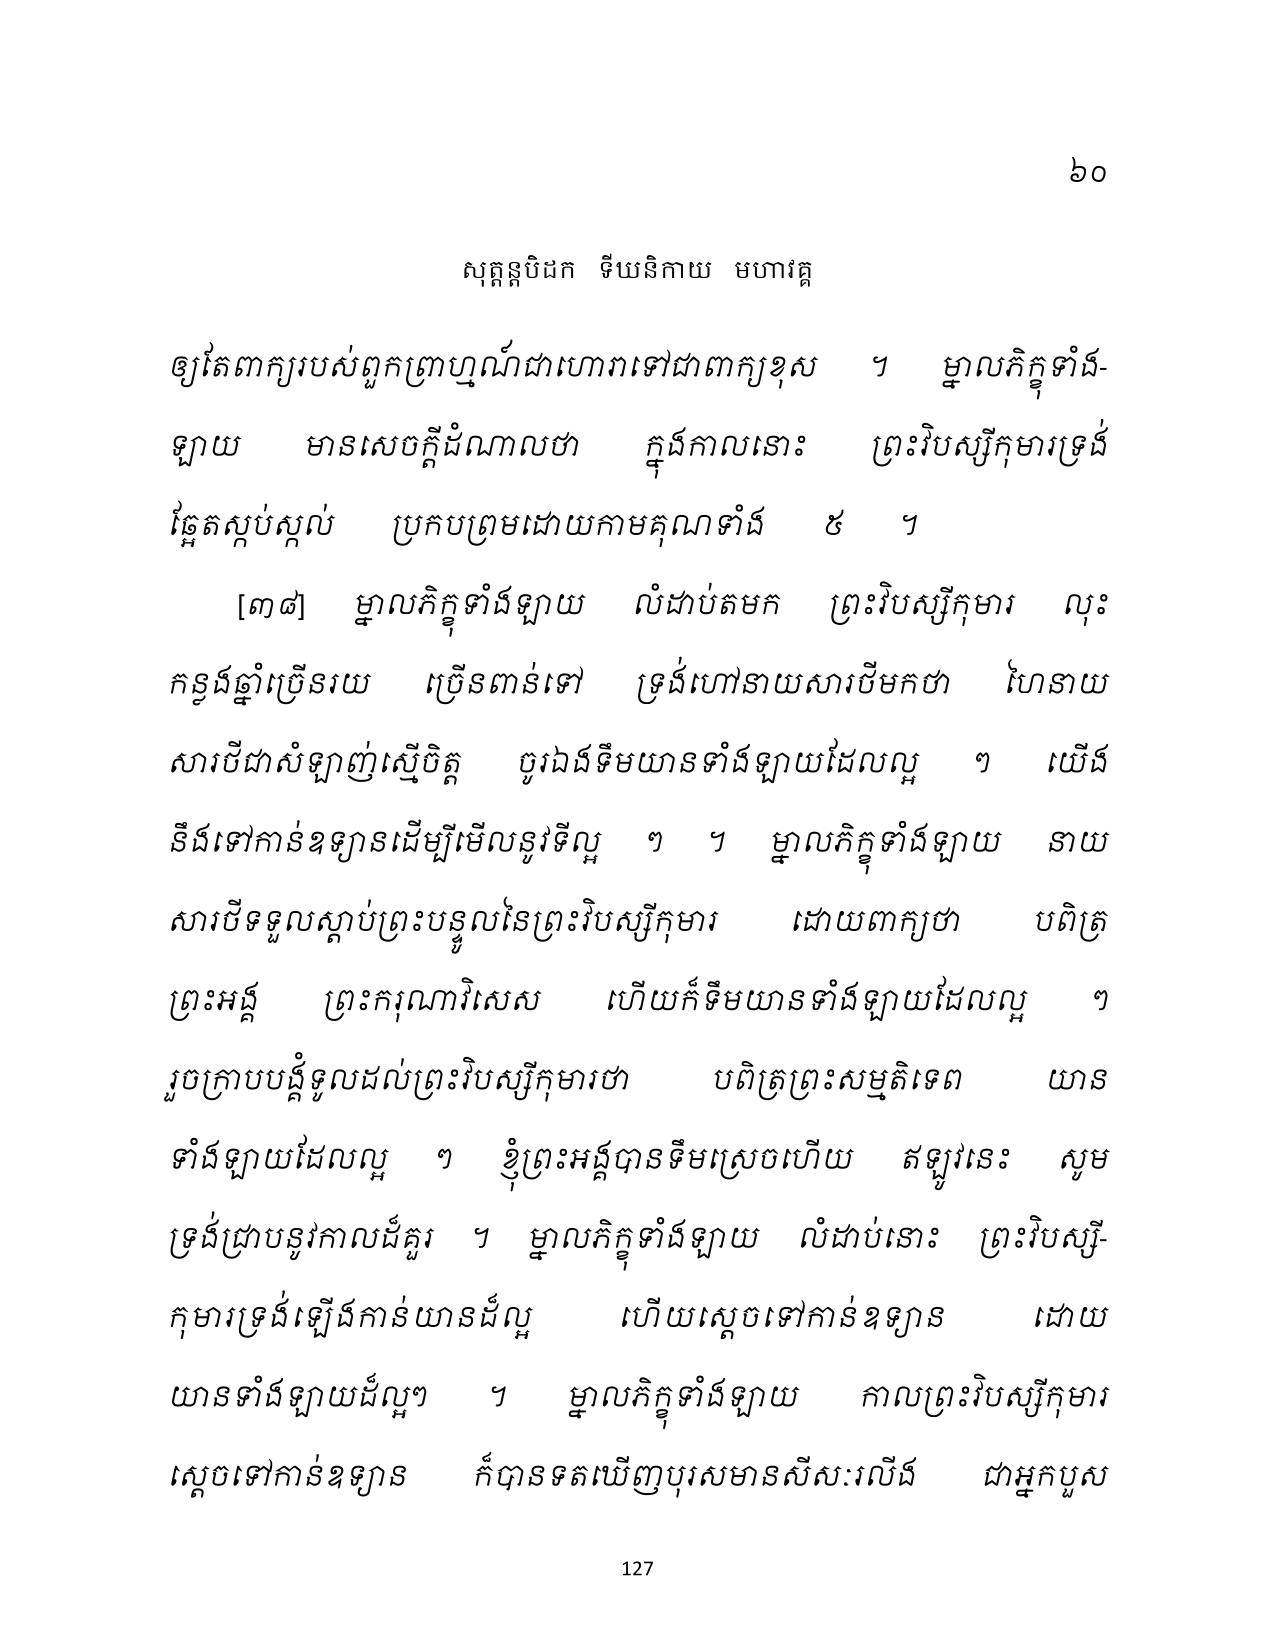 ៦០
សុត្តន្តបិដក ទីឃនិកាយ មហាវគ្គ
ឲ្យតែពាក្យរបស់ពួកព្រាហ្មណ៍ជាហោរាទៅជាពាក្យខុស ។ ម្នាលភិក្ខុទាំង-
ឡាយ មានសេចក្តីដំណាលថា ក្នុងកាលនោះ ព្រះវិបស្សីកុមារទ្រង់
ឆ្អែតស្កប់ស្កល់ ប្រកបព្រមដោយកាមគុណទាំង ៥ ។
[៣៨] ម្នាលភិក្ខុទាំងឡាយ លំដាប់តមក ព្រះវិបស្សីកុមារ លុះ
កន្លងឆ្នាំច្រើនរយ ច្រើនពាន់ទៅ ទ្រង់ហៅនាយសារថីមកថា ហៃនាយ
សារថីជាសំឡាញ់ស្មើចិត្ត ចូរឯងទឹមយានទាំងឡាយដែលល្អ ៗ យើង
នឹងទៅកាន់ឧទ្យានដើម្បីមើលនូវទីល្អ ៗ ។ ម្នាលភិក្ខុទាំងឡាយ នាយ
សារថីទទួលស្តាប់ព្រះបន្ទូលនៃព្រះវិបស្សីកុមារ ដោយពាក្យថា បពិត្រ
ព្រះអង្គ ព្រះករុណាវិសេស ហើយក៏ទឹមយានទាំងឡាយដែលល្អ ៗ
រួចក្រាបបង្គំទូលដល់ព្រះវិបស្សីកុមារថា បពិត្រព្រះសម្មតិទេព យាន
ទាំងឡាយដែលល្អ ៗ ខ្ញុំព្រះអង្គបានទឹមស្រេចហើយ ឥឡូវនេះ សូម
ទ្រង់ជ្រាបនូវកាលដ៏គួរ ។ ម្នាលភិក្ខុទាំងឡាយ លំដាប់នោះ ព្រះវិបស្សី-
កុមារទ្រង់ឡើងកាន់យានដ៏ល្អ ហើយស្តេចទៅកាន់ឧទ្យាន ដោយ
យានទាំងឡាយដ៏ល្អៗ ។ ម្នាលភិក្ខុទាំងឡាយ កាលព្រះវិបស្សីកុមារ
ស្តេចទៅកាន់ឧទ្យាន ក៏បានទតឃើញបុរសមានសីសៈរលីង ជាអ្នកបួស
127